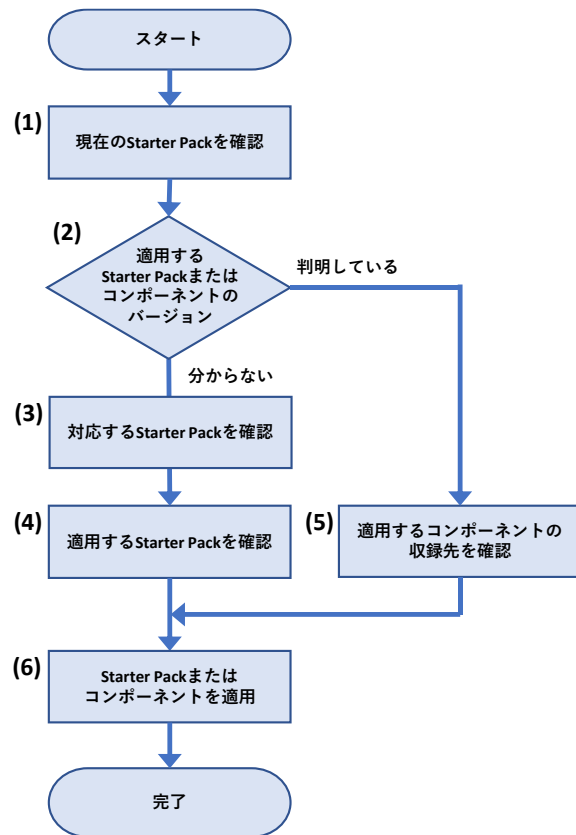 スタート
(1)
現在のStarter Packを確認
(2)
適用する
Starter Packまたは
コンポーネントの
バージョン
判明している
分からない
(3)
対応するStarter Packを確認
(4)
適用するStarter Packを確認
(5)
適用するコンポーネントの
収録先を確認
(6)
Starter Packまたは
コンポーネントを適用
完了